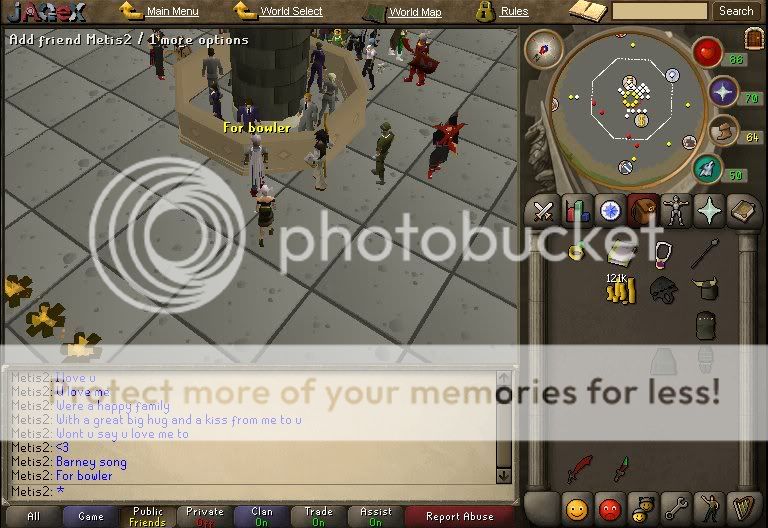 JAGEX Main Menu World Select World Map Rules Search
Add friend Metis2 / 1 more options
86
70
64
50
For bowler
photobucket
121k
Protect more of your memories for less!
Metis2: I love u
Metis2: U love me
Metis2: Were a happy family
Metis2: With a great big hug and a kiss from me to u
Metis2: Wont u say u love me to
Metis2: <3
Metis2: Barney song
Metis2: For bowler
Metis2: *
All Game Public Private Clan Trade Assist Report Abuse
Friends Off On On On